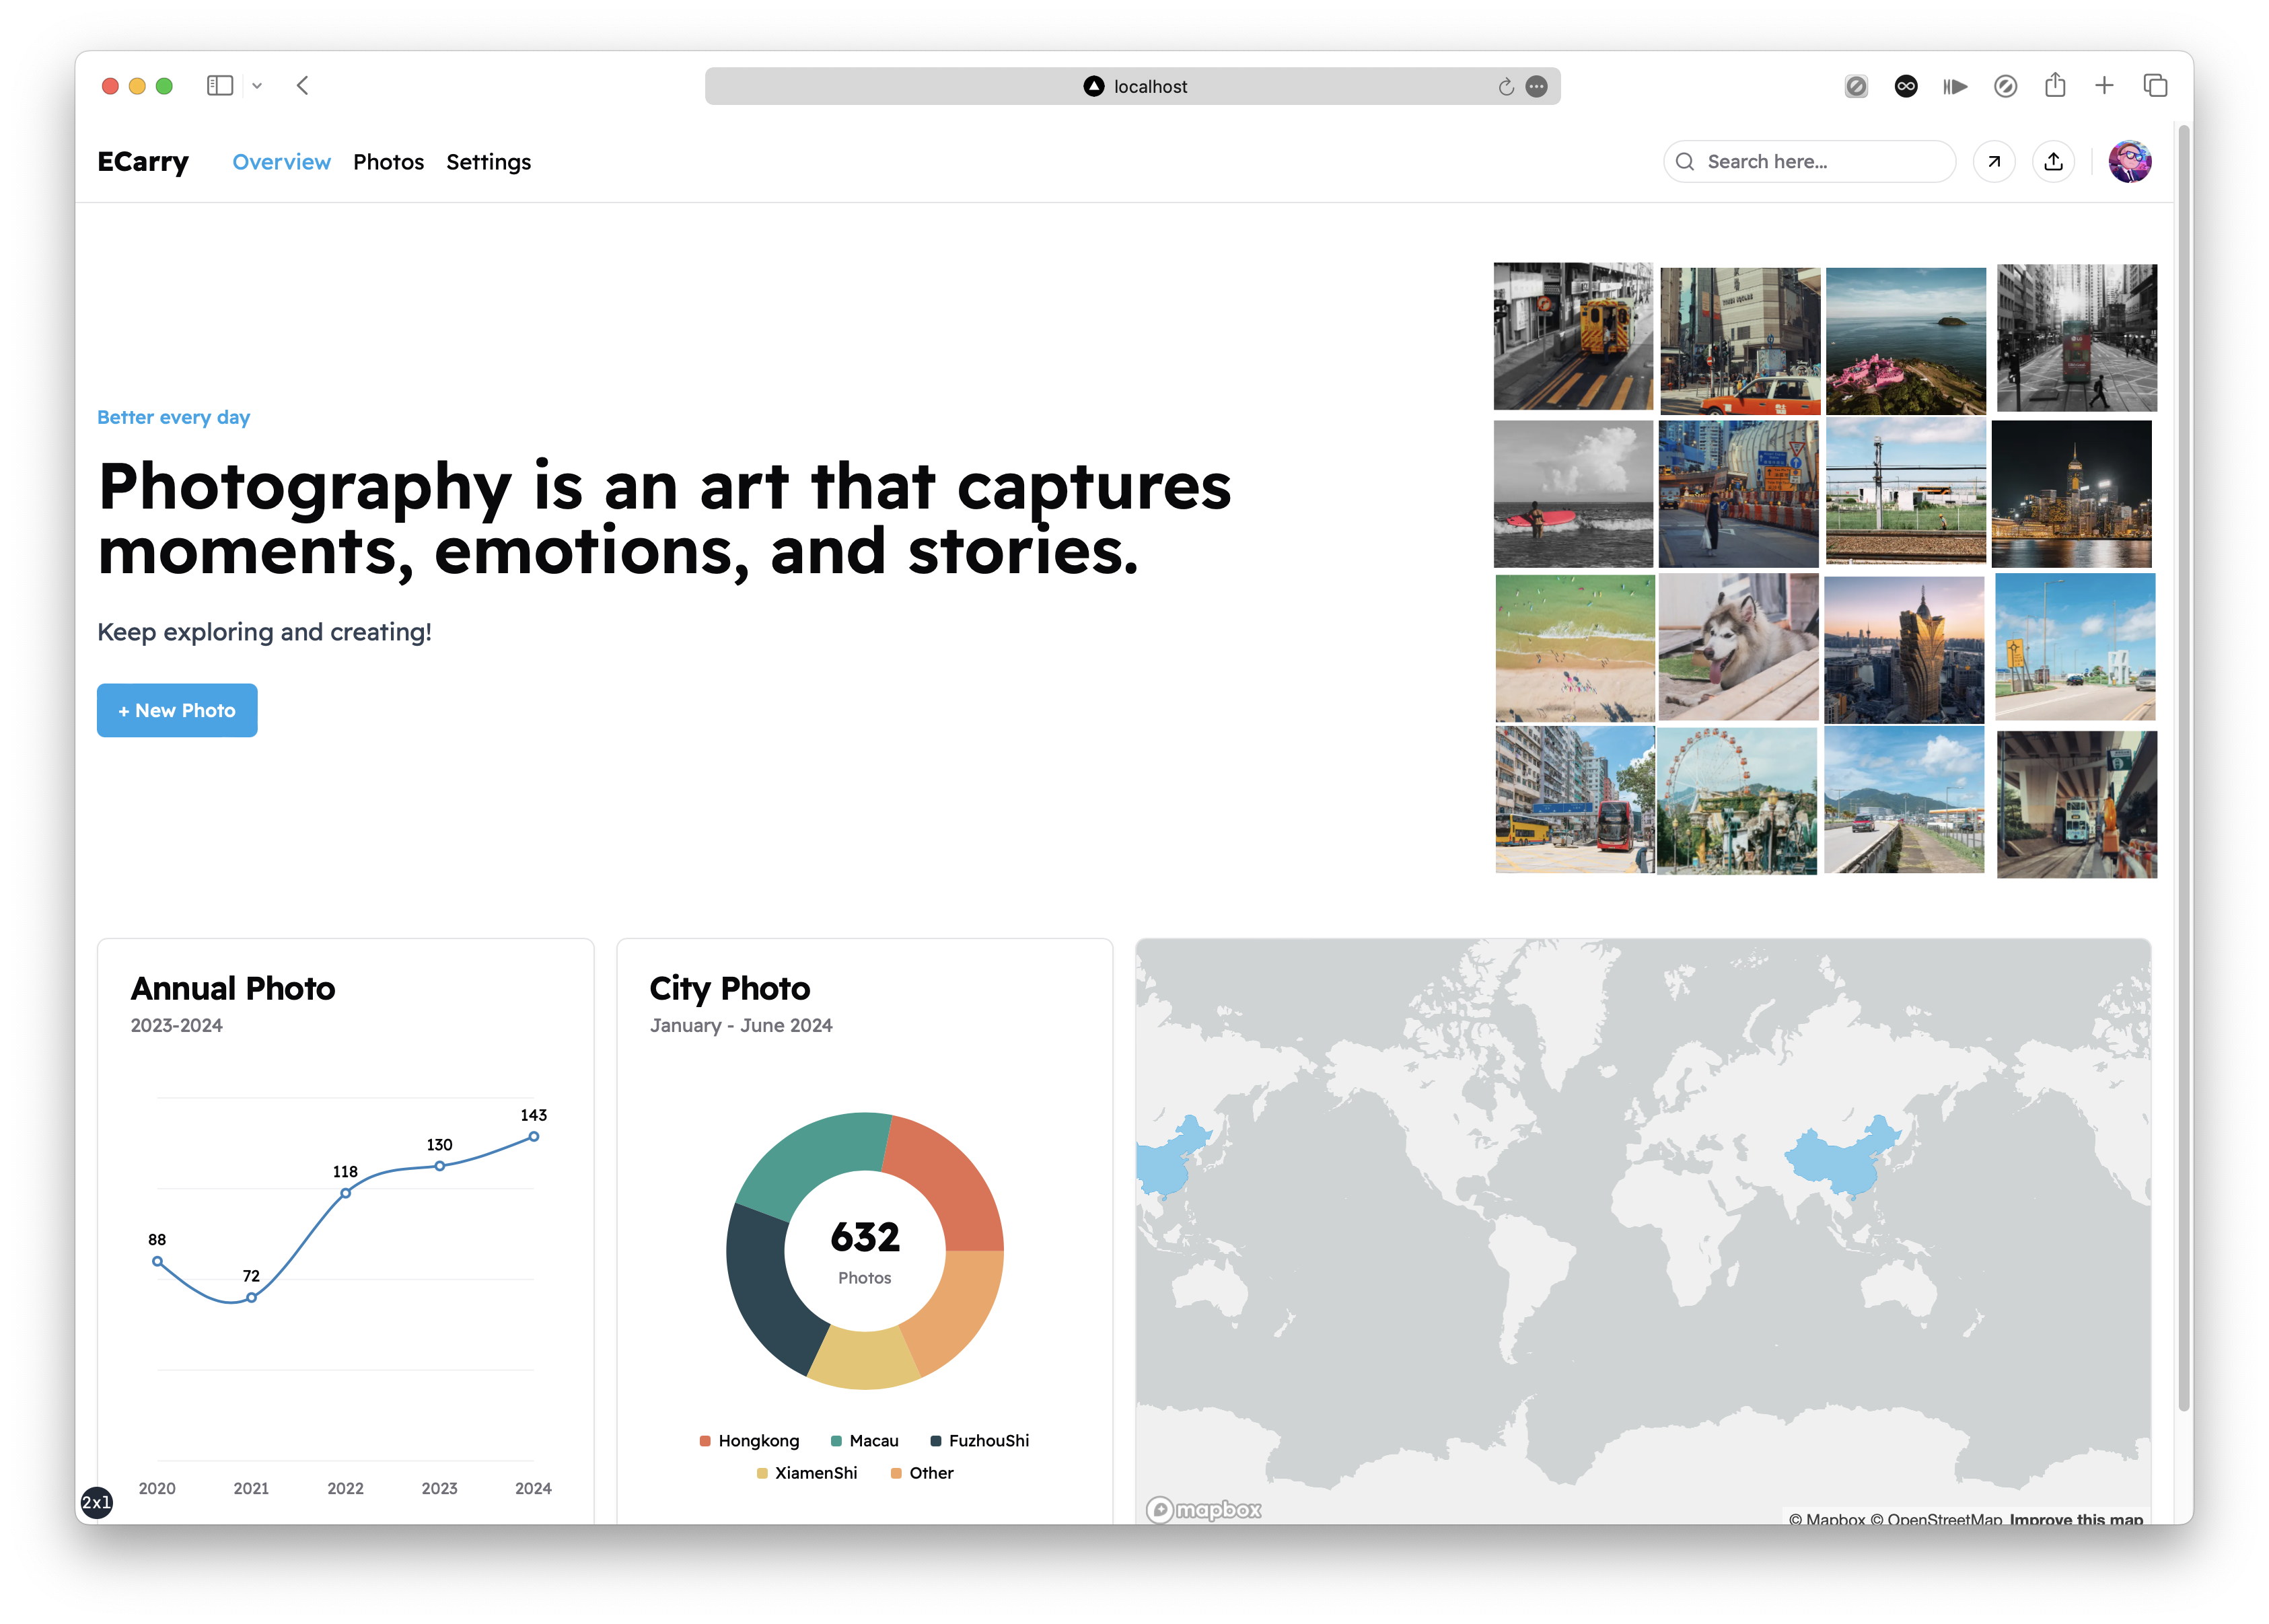 localhost
ECarry
Overview
Photos
Settings
Search here...
Better every day
Photography is an art that captures
moments, emotions, and stories.
Keep exploring and creating!
+ New Photo
Annual Photo
2023-2024
143
130
118
88
72
2020
2021
2022
2023
2024
2xl
City Photo
January - June 2024
632
Photos
Hongkong
Macau
FuzhouShi
XiamenShi
Other
mapbox
© Mapbox © OpenStreetMap Improve this map